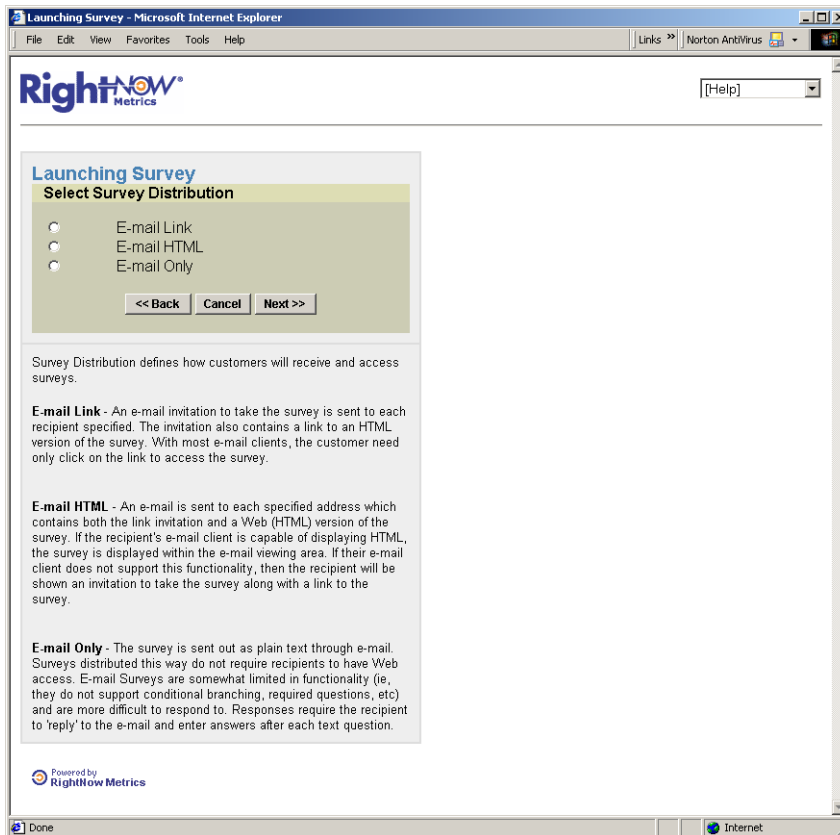 Launching Survey - Microsoft Internet Explorer
File Edit View Favorites Tools Help
Links » Norton AntiVirus
RightNOW®
Metrics
[Help]
Launching Survey
Select Survey Distribution
E-mail Link
E-mail HTML
E-mail Only
<< Back Cancel Next >>
Survey Distribution defines how customers will receive and access
surveys.
E-mail Link - An e-mail invitation to take the survey is sent to each
recipient specified. The invitation also contains a link to an HTML
version of the survey. With most e-mail clients, the customer need
only click on the link to access the survey.
E-mail HTML - An e-mail is sent to each specified address which
contains both the link invitation and a Web (HTML) version of the
survey. If the recipient's e-mail client is capable of displaying HTML,
the survey is displayed within the e-mail viewing area. If their e-mail
client does not support this functionality, then the recipient will be
shown an invitation to take the survey along with a link to the
survey.
E-mail Only - The survey is sent out as plain text through e-mail.
Surveys distributed this way do not require recipients to have Web
access. E-mail Surveys are somewhat limited in functionality (ie,
they do not support conditional branching, required questions, etc)
and are more difficult to respond to. Responses require the recipient
to 'reply' to the e-mail and enter answers after each text question.
Powered by
RightNow Metrics
Done
Internet